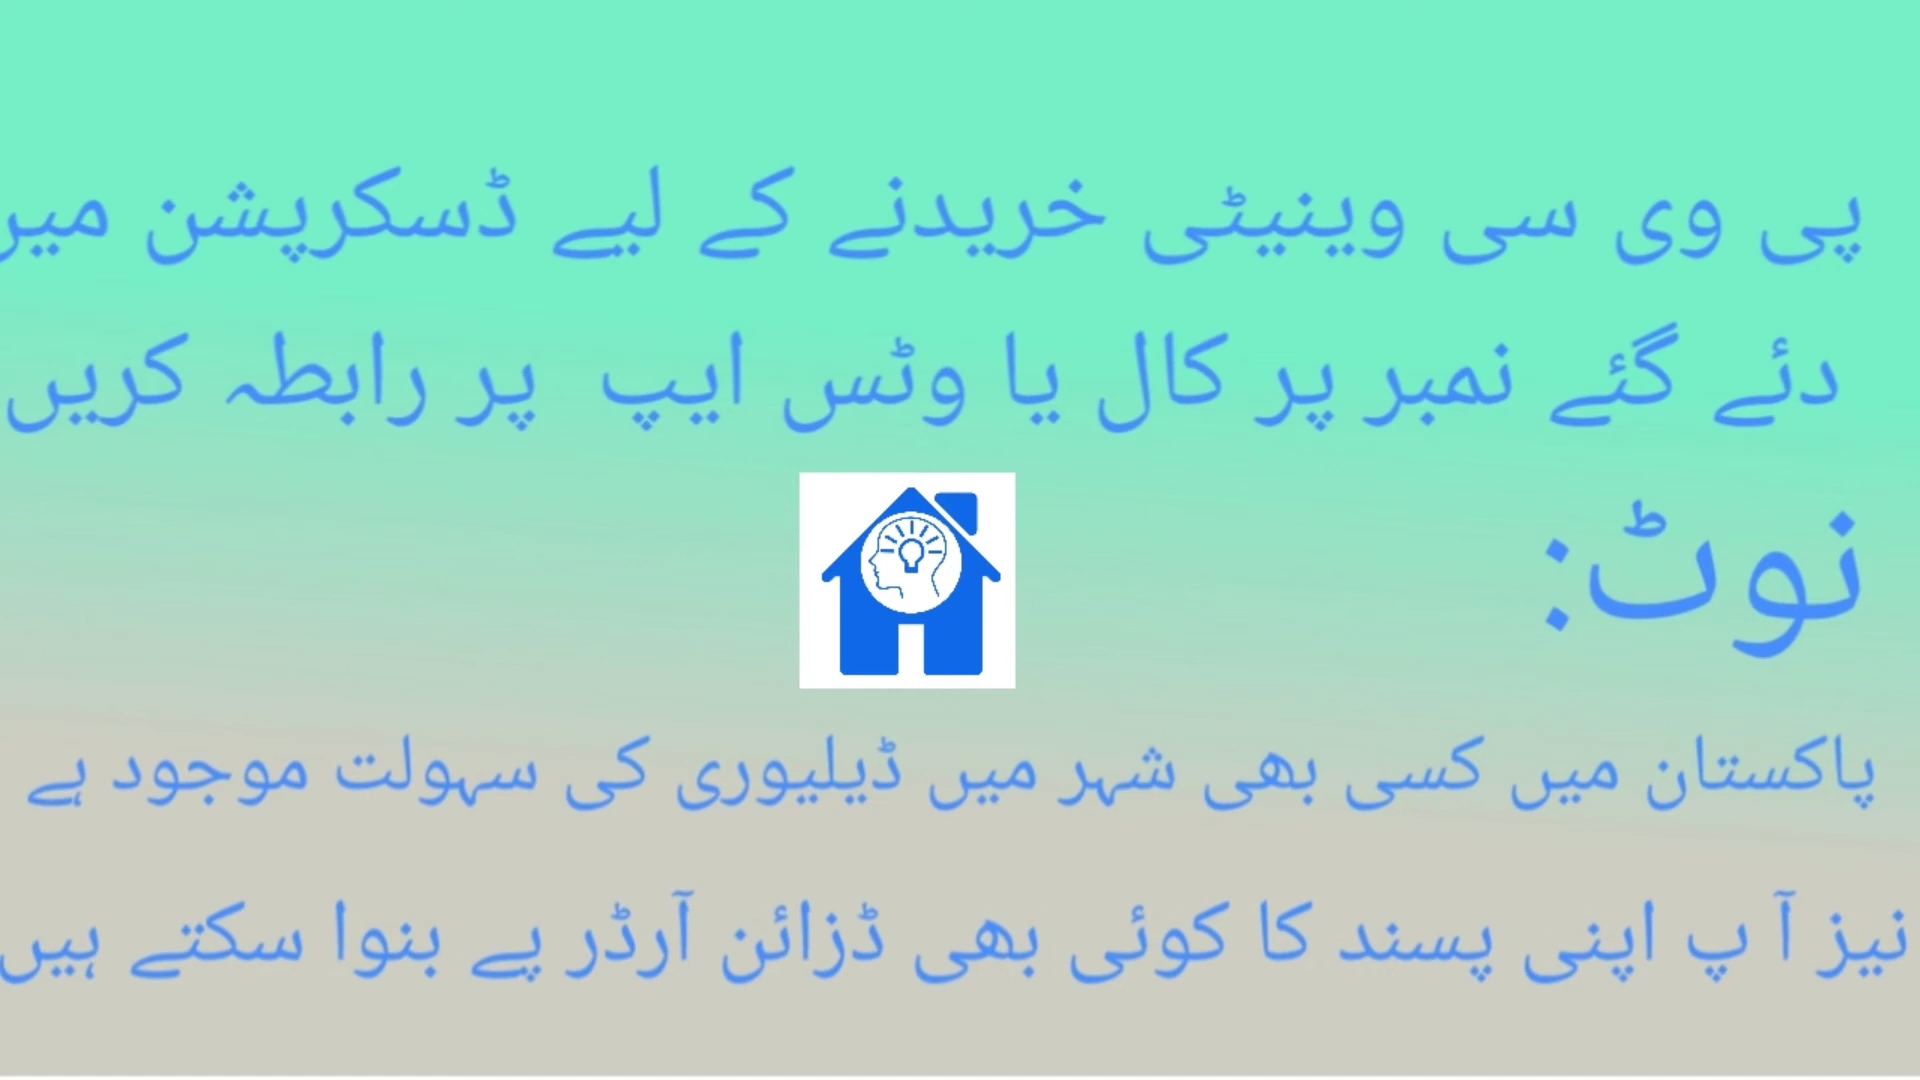 پی وی سی وینیٹی خریدنے کے لیے ڈسکرپشن میں
دئے گئے نمبر پر کال یا وٹس ایپ پر رابطہ کریں
نوٹ:
پاکستان میں کسی بھی شہر میں ڈیلیوری کی سہولت موجود ہے
نیز آ پ اپنی پسند کا کوئی بھی ڈزائن آرڈر پے بنوا سکتے ہیں